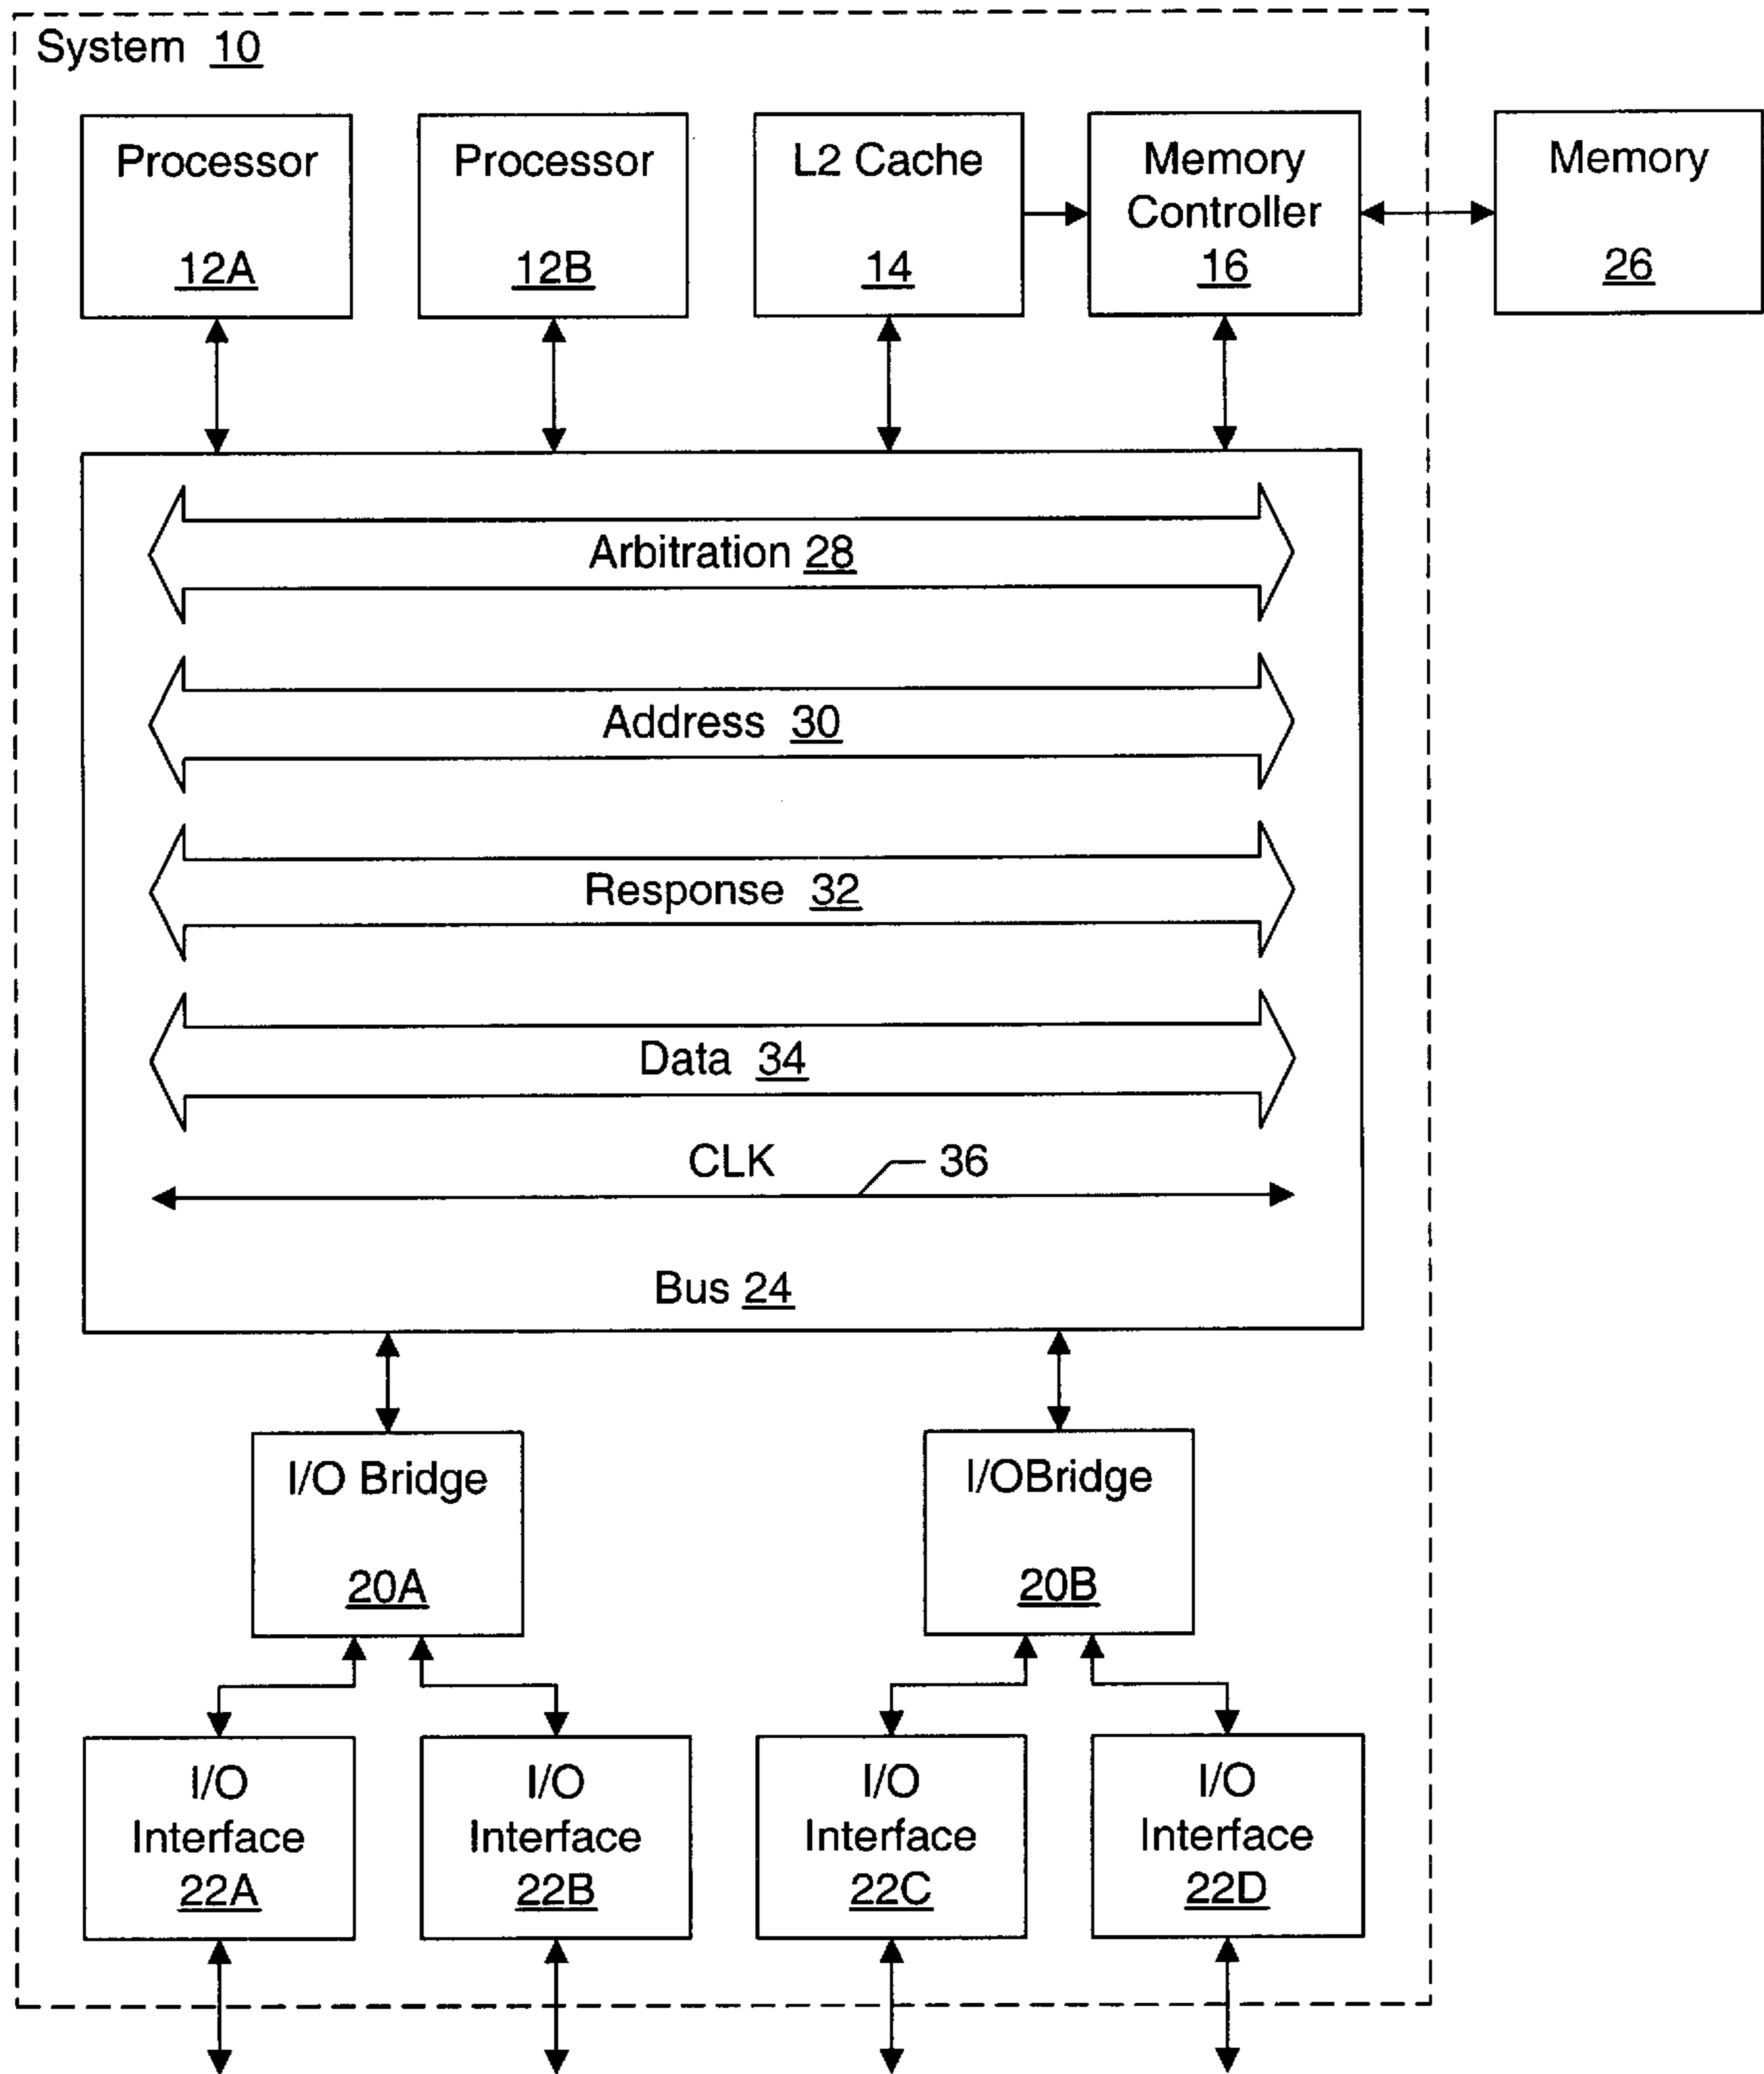 System 10
Processor
12A
Processor
12B
L2 Cache
14
Memory
Controller
16
Memory
26
Arbitration 28
Address 30
Response 32
Data 34
CLK
36
Bus 24
I/O Bridge
20A
I/OBridge
20B
I/O
Interface
22A
I/O
Interface
22B
I/O
Interface
22C
I/O
Interface
22D